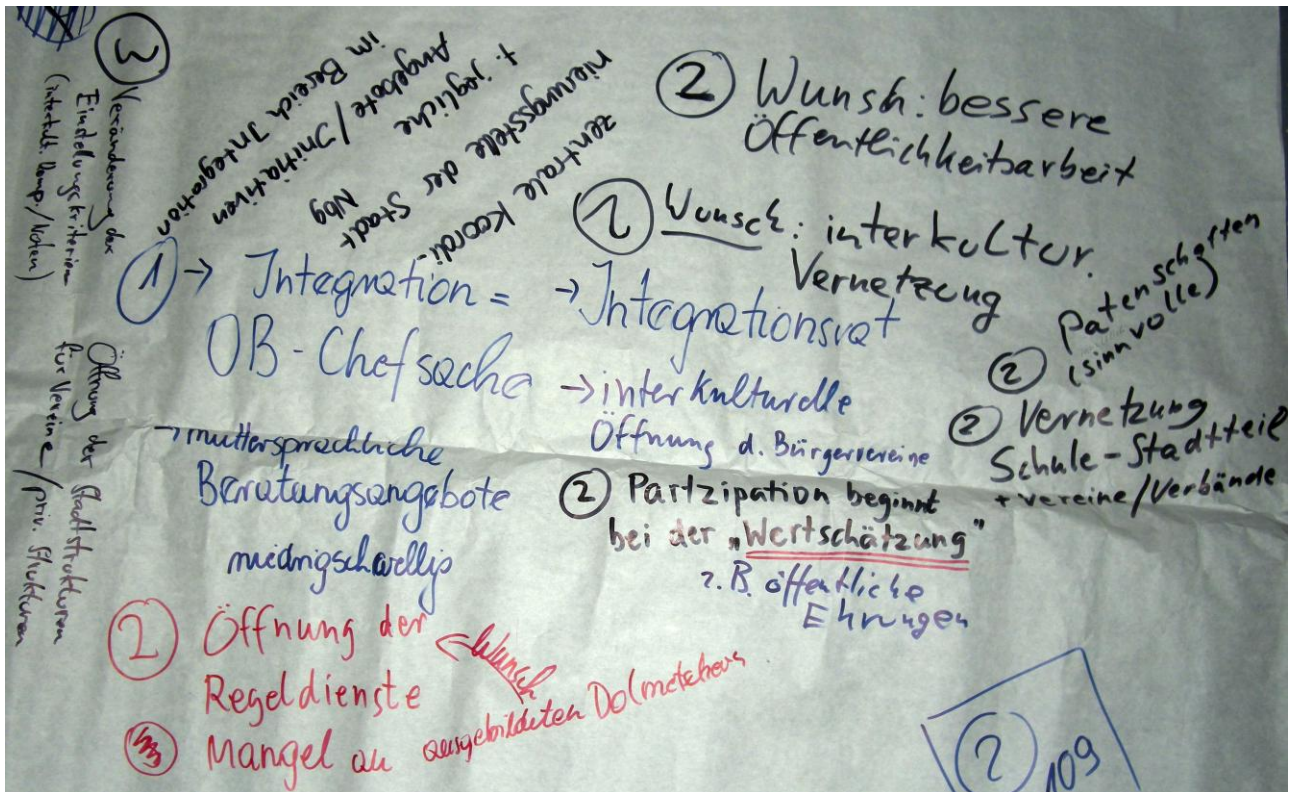 ③ Veränderung der
Einstellungskriterien
(interkult. Komp./Noten)
Öffnung der Stadtstrukturen
für Vereine/priv. Strukturen
zentrale Koordi-
nierungsstelle der Stadt
Nbg
f. jegliche
Angebote/Initiativen
im Bereich Integration
② Wunsh: bessere
Öffentlichkeitsarbeit
② Wunsch: interkultur.
Vernetzung
① → Integration =
OB-Chefsache
→ Integrationsrat
→ interkulturelle
Öffnung d. Bürgervereine
② Patenschaften
(sinnvolle)
② Vernetzung
Schule-Stadtteil
+ Vereine/Verbände
→ muttersprachliche
Beratungsangebote
niedrigschwellig
② Partzipation beginnt
bei der „Wertschätzung"
z.B. öffentliche
Ehrungen
② Öffnung der
Regeldienste
← Wunsch
Mangel an ausgebildeten Dolmetschern
② 109